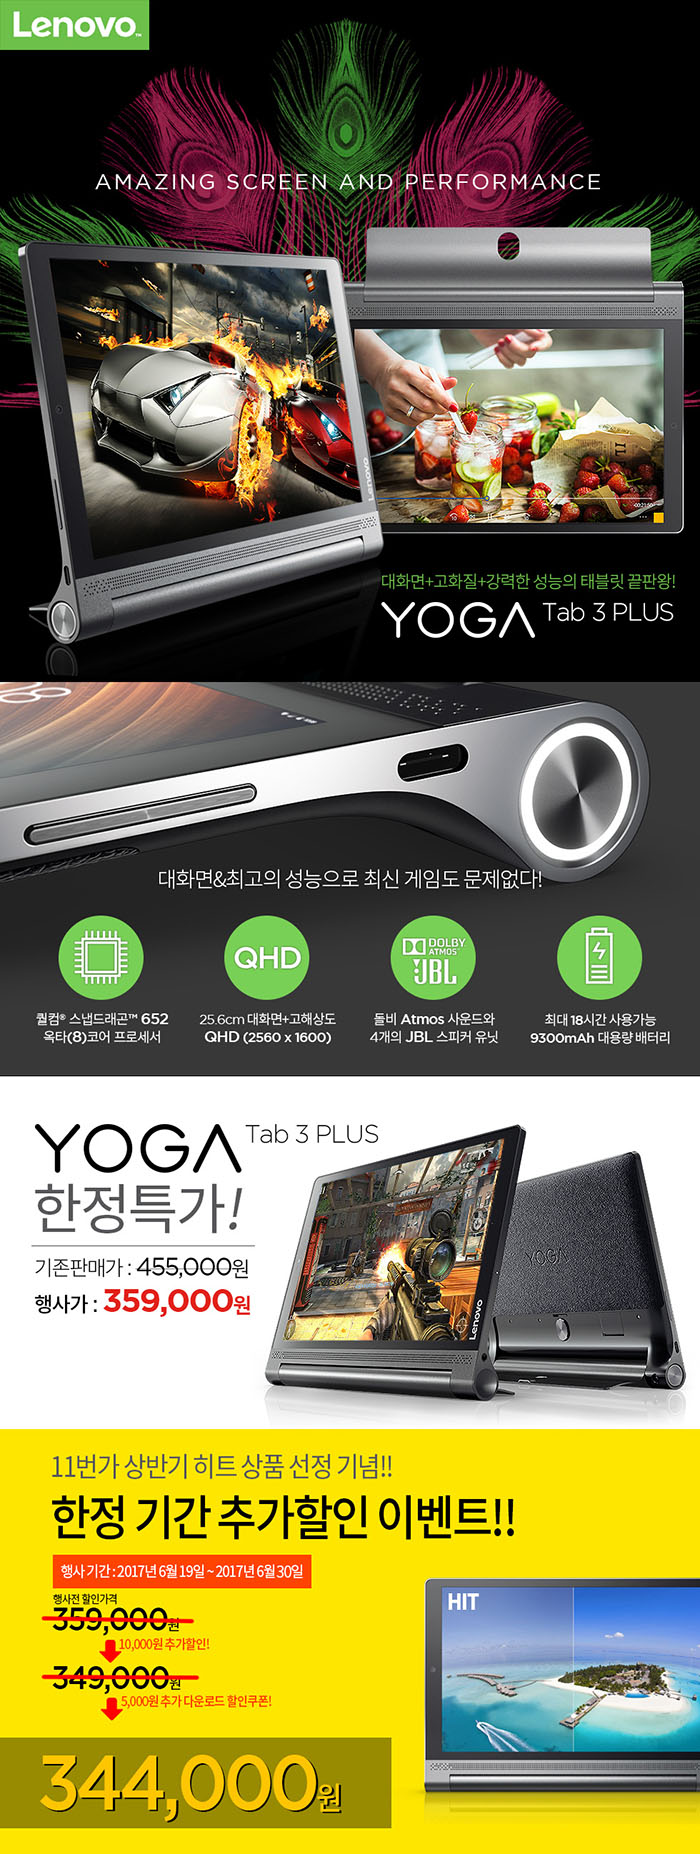 Lenovo™
AMAZING SCREEN AND PERFORMANCE
Lenovo
대화면+고화질+강력한 성능의 태블릿 끝판왕!
YOGA Tab 3 PLUS
대화면&최고의 성능으로 최신 게임도 문제없다!
QHD
DOLBY
ATMOS
JBL
퀄컴® 스냅드래곤™ 652
옥타(8)코어 프로세서
25.6cm 대화면+고해상도
QHD (2560 x 1600)
돌비 Atmos 사운드와
4개의 JBL 스피커 유닛
최대 18시간 사용가능
9300mAh 대용량 배터리
YOGA Tab 3 PLUS
한정특가!
기존판매가 : 455,000원
행사가 : 359,000원
YOGA
Lenovo
11번가 상반기 히트 상품 선정 기념!!
한정 기간 추가할인 이벤트!!
행사 기간 : 2017년 6월 19일 ~ 2017년 6월 30일
행사전 할인가격
359,000원
10,000원 추가할인!
349,000원
5,000원 추가 다운로드 할인쿠폰!
344,000원
HIT